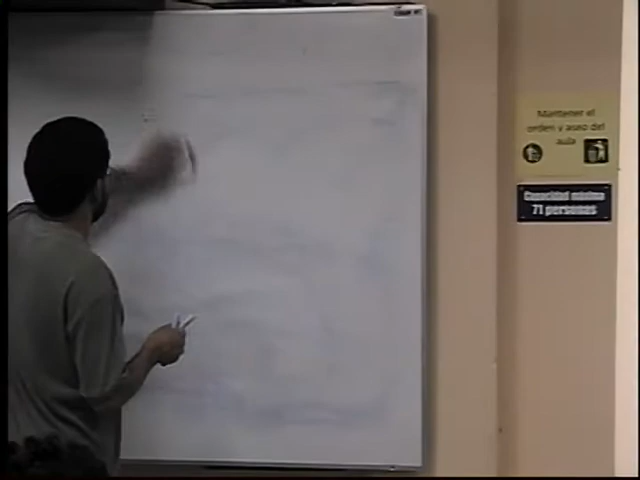 Mantener el
orden y aseo del
aula
Capacidad máxima
71 personas